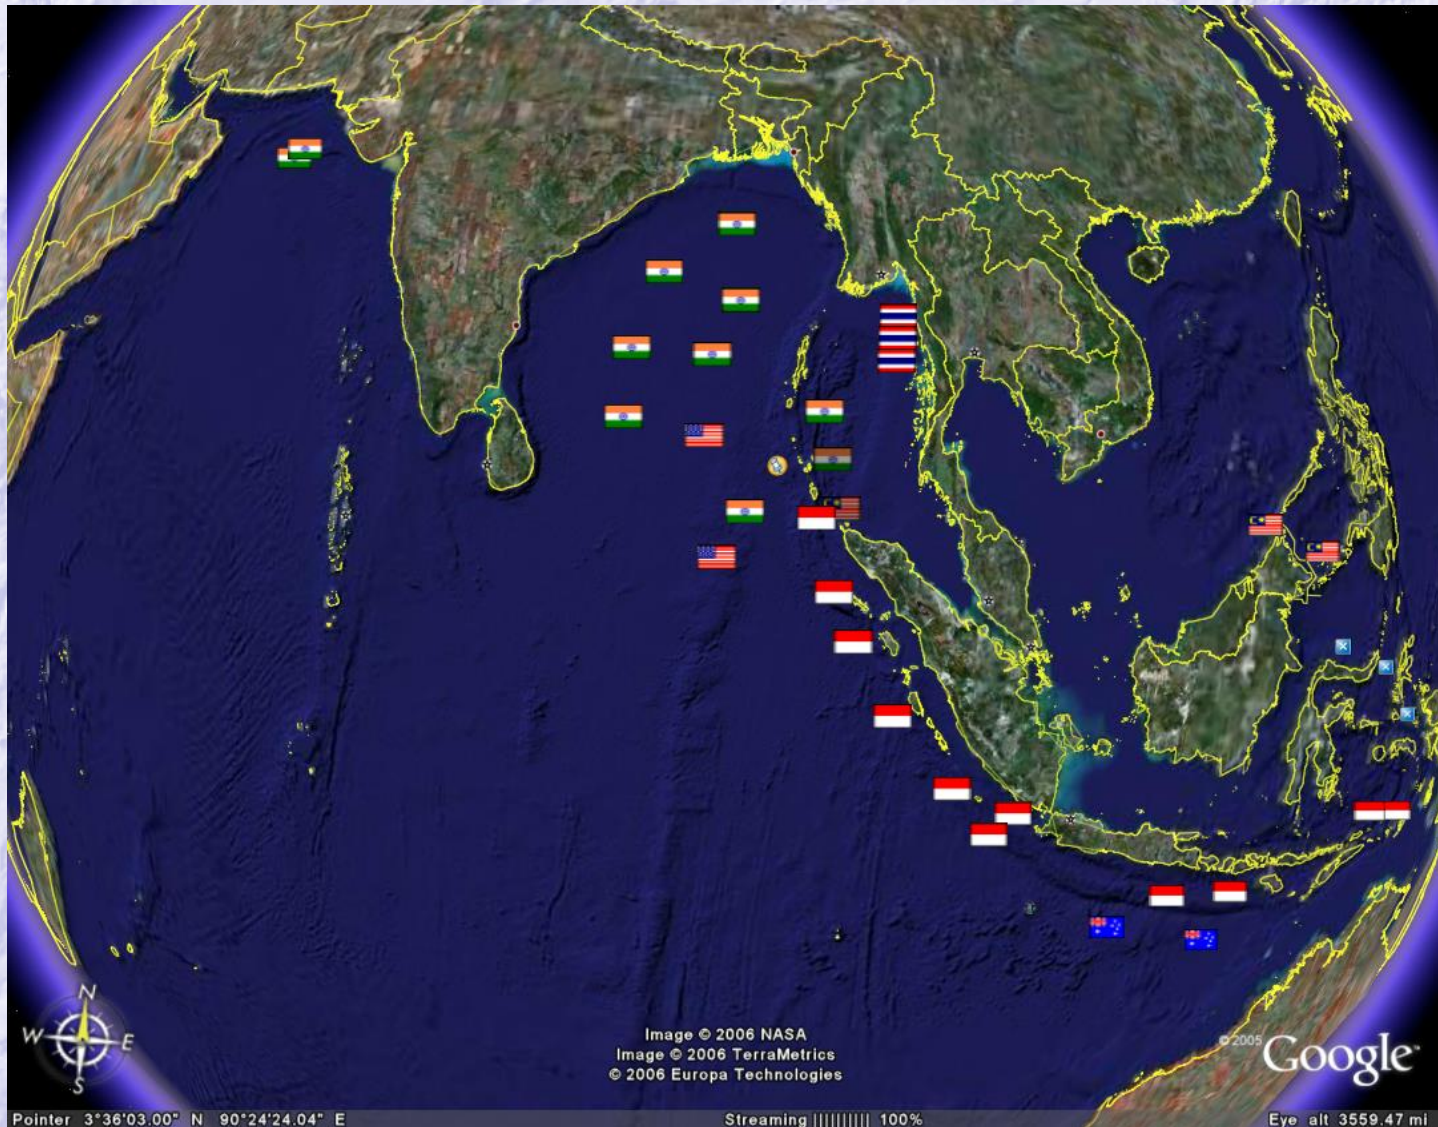 N
W E
S
Image © 2006 NASA
Image © 2006 TerraMetrics
© 2006 Europa Technologies
© 2005 Google™
Pointer 3°36'03.00" N 90°24'24.04" E
Streaming |||||||||| 100%
Eye alt 3559.47 mi